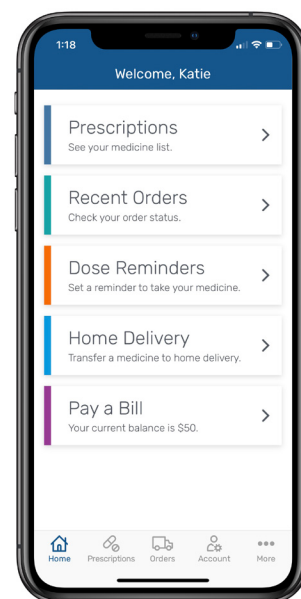 1:18
Welcome, Katie
Prescriptions
See your medicine list.
Recent Orders
Check your order status.
Dose Reminders
Set a reminder to take your medicine.
Home Delivery
Transfer a medicine to home delivery.
Pay a Bill
Your current balance is $50.
Home Prescriptions Orders Account More